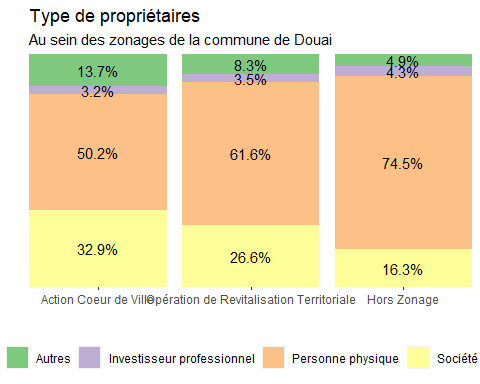 Type de propriétaires
Au sein des zonages de la commune de Douai
13.7% 8.3% 4.9%
3.2% 3.5% 4.3%
50.2% 61.6% 74.5%
32.9% 26.6% 16.3%
Action Coeur de Ville Opération de Revitalisation Territoriale Hors Zonage
Autres Investisseur professionnel Personne physique Société